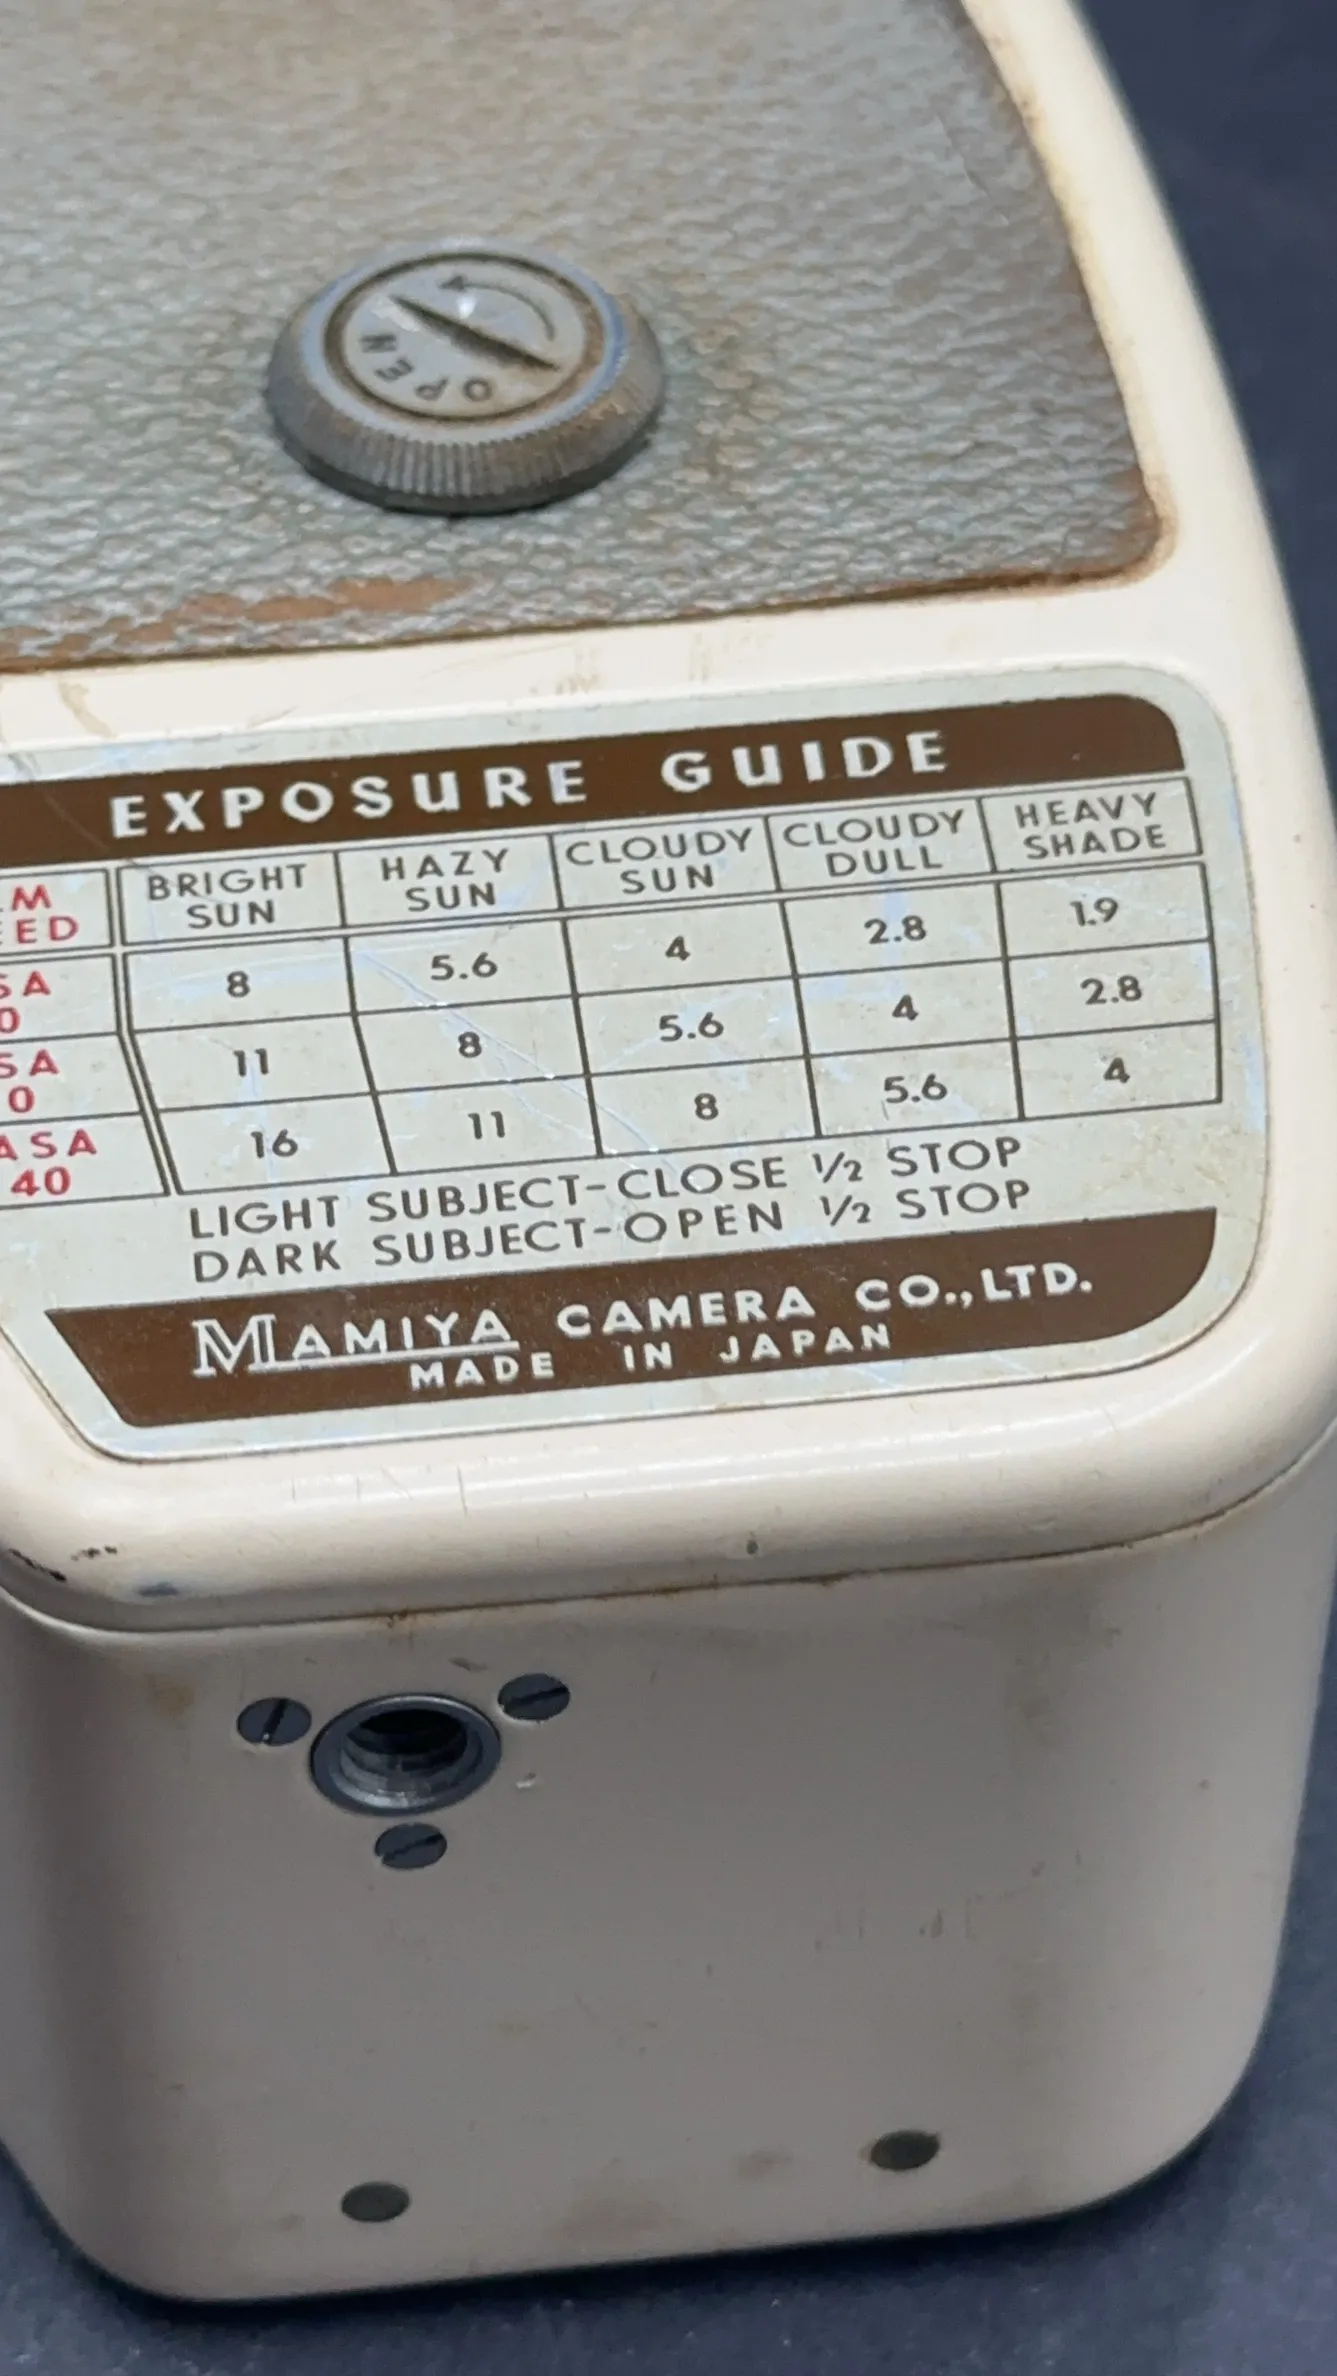 OPEN
EXPOSURE GUIDE
BRIGHT SUN HAZY SUN CLOUDY SUN CLOUDY DULL HEAVY SHADE
8 5.6 4 2.8 1.9
11 8 5.6 4 2.8
ASA 40 16 11 8 5.6 4
LIGHT SUBJECT-CLOSE 1/2 STOP
DARK SUBJECT-OPEN 1/2 STOP
MAMIYA CAMERA CO.,LTD.
MADE IN JAPAN